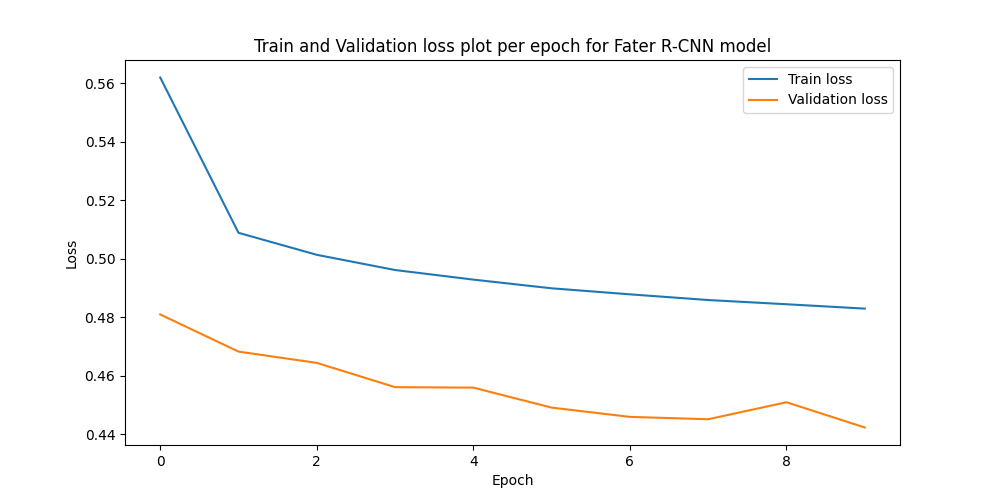 Train and Validation loss plot per epoch for Fater R-CNN model
Train loss
Validation loss
0.56
0.54
0.52
0.50
0.48
0.46
0.44
Loss
0
2
4
6
8
Epoch